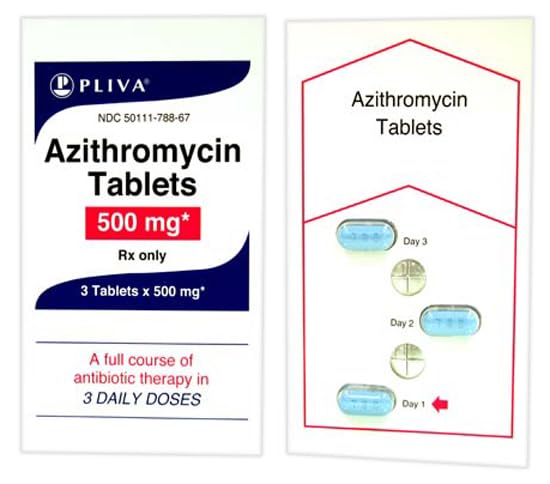 PLIVA®
NDC 50111-788-67
Azithromycin
Tablets
500 mg*
Rx only
3 Tablets x 500 mg*
A full course of
antibiotic therapy in
3 DAILY DOSES
Azithromycin
Tablets
Day 3
Day 2
Day 1